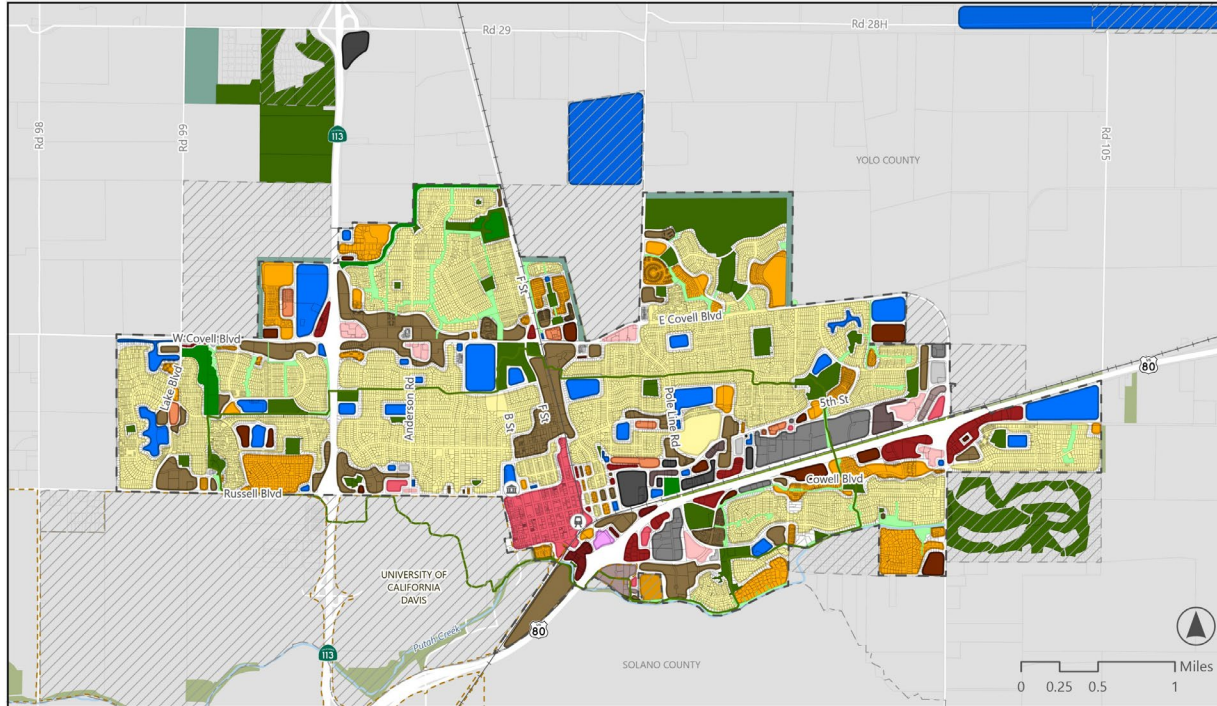 Rd 29
Rd 28H
Rd 98
Rd 99
113
Rd 105
YOLO COUNTY
F St.
E Covell Blvd
W Covell Blvd
80
Lake Blvd
Anderson Rd
B St
F St.
Pole Line Rd
5th St
Russell Blvd
Cowell Blvd
UNIVERSITY OF
CALIFORNIA
DAVIS
Putah Creek
80
113
SOLANO COUNTY
Miles
0 0.25 0.5 1